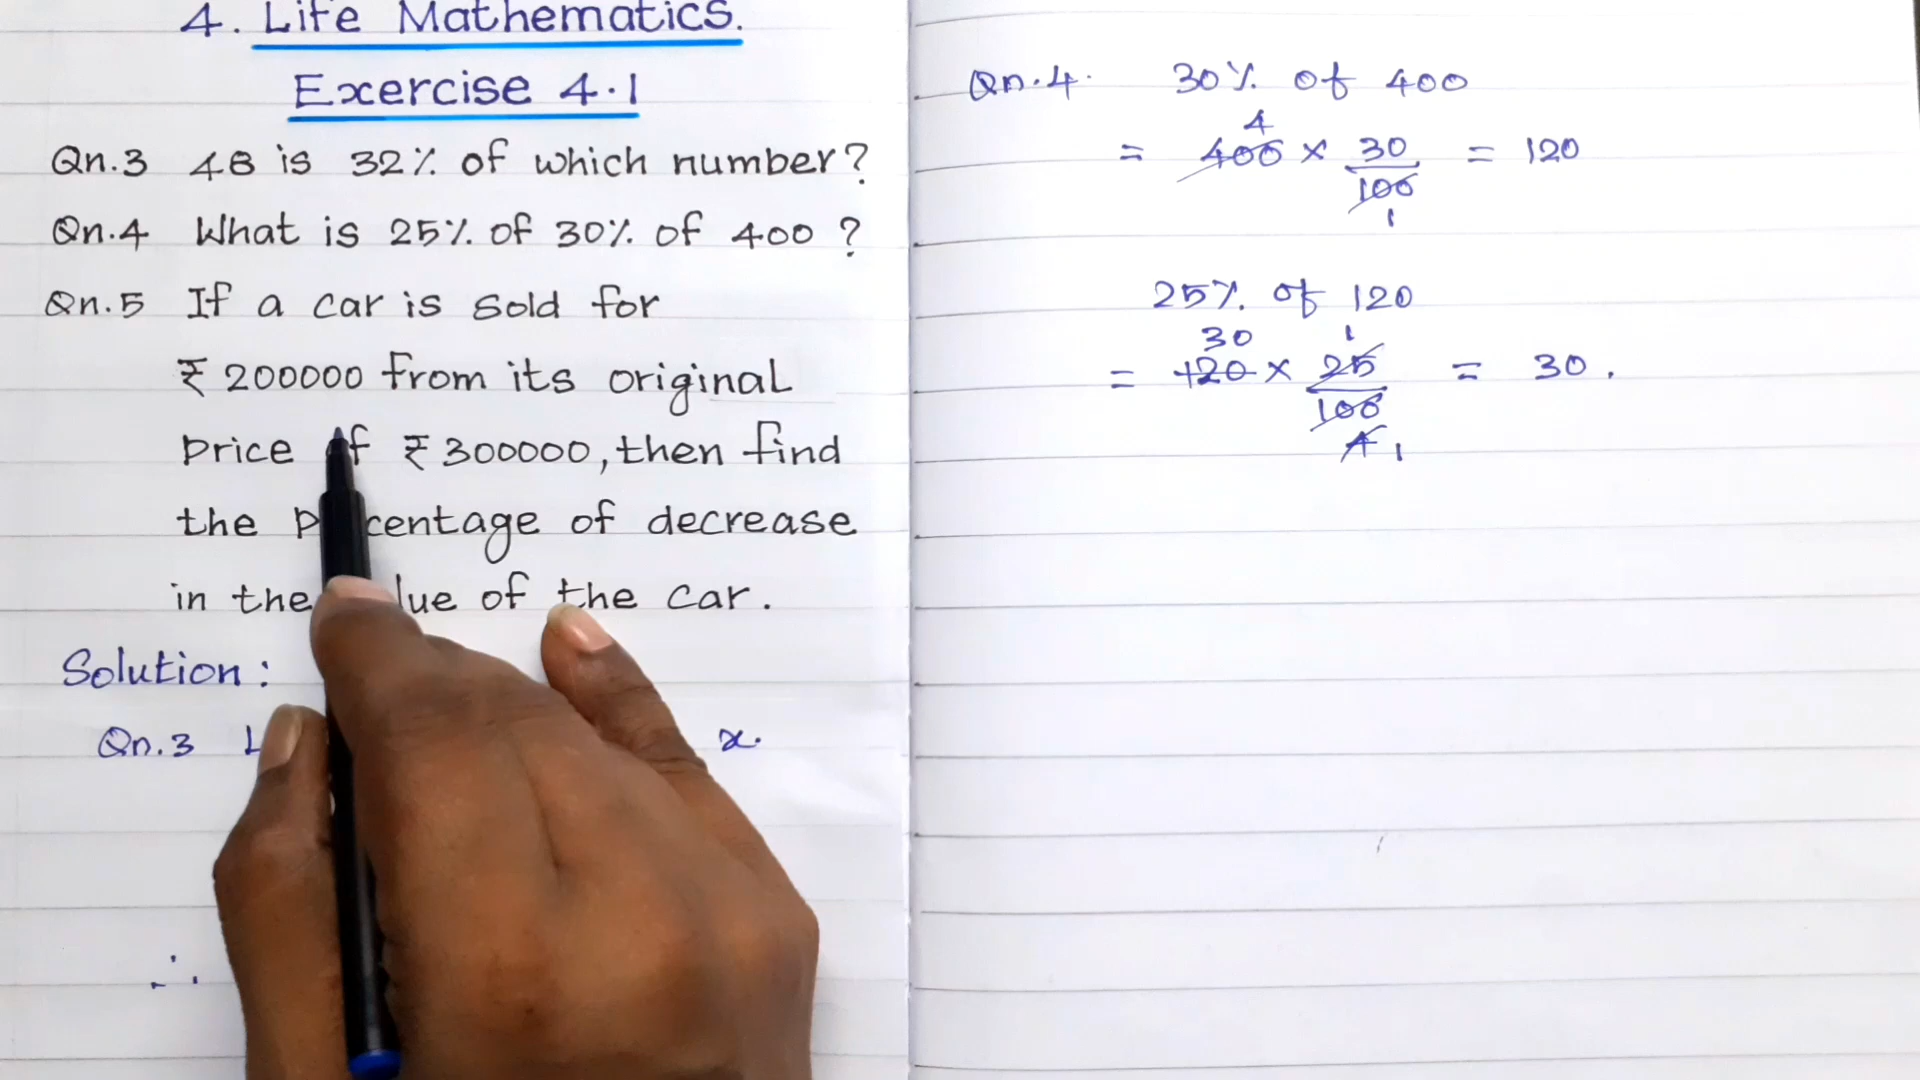 4. Life Mathematics.
Exercise 4.1
Qn.3 48 is 32% of which number?
Qn.4 What is 25% of 30% of 400 ?
Qn.5 If a car is sold for
₹ 200000 from its original
price of ₹ 300000, then find
the centage of decrease
in the lue of the car.
Solution :
Qn.3 L x.
∴
Qn.4. 30% of 400
4
= 400 × 30 = 120
100
1
25% of 120
30 1
= 120 × 25 = 30.
100
4 1